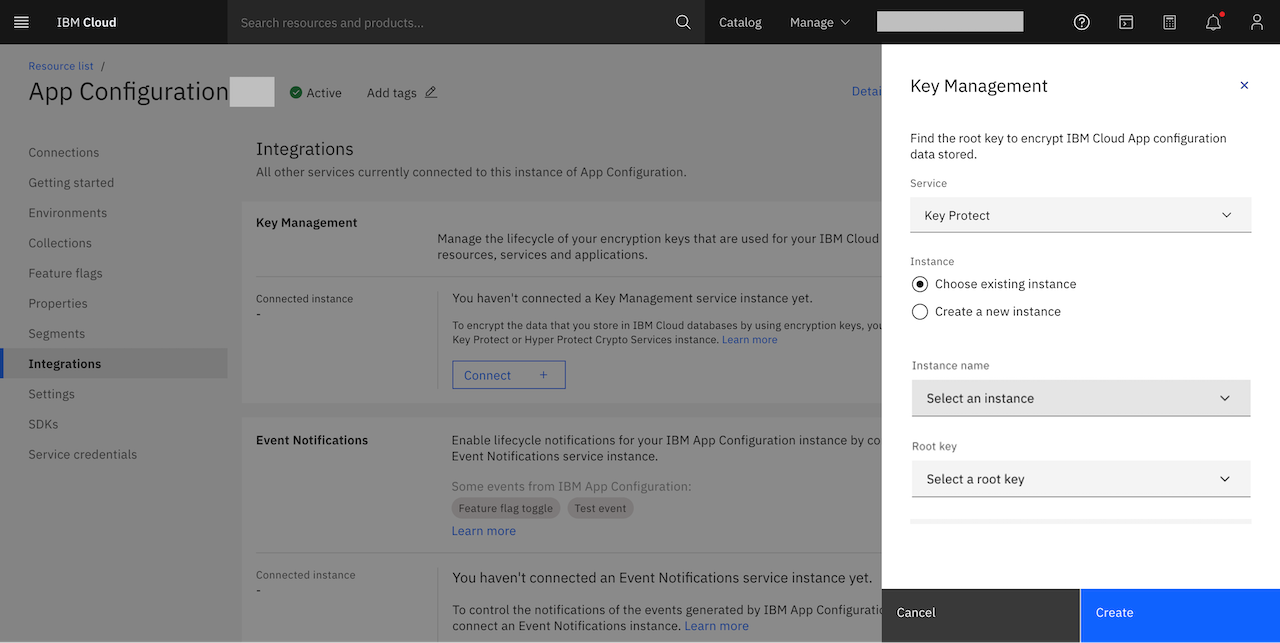 IBM Cloud
Search resources and products...
Catalog
Manage
Resource list /
App Configuration
Active
Add tags
Detai
Connections
Getting started
Environments
Collections
Feature flags
Properties
Segments
Integrations
Settings
SDKs
Service credentials
Integrations
All other services currently connected to this instance of App Configuration.
Key Management
Manage the lifecycle of your encryption keys that are used for your IBM Cloud
resources, services and applications.
Connected instance
-
You haven't connected a Key Management service instance yet.
To encrypt the data that you store in IBM Cloud databases by using encryption keys, you
Key Protect or Hyper Protect Crypto Services instance. Learn more
Connect +
Event Notifications
Enable lifecycle notifications for your IBM App Configuration instance by co
Event Notifications service instance.
Some events from IBM App Configuration:
Feature flag toggle
Test event
Learn more
Connected instance
-
You haven't connected an Event Notifications service instance yet.
To control the notifications of the events generated by IBM App Configuratio
connect an Event Notifications instance. Learn more
Key Management
Find the root key to encrypt IBM Cloud App configuration
data stored.
Service
Key Protect
Instance
Choose existing instance
Create a new instance
Instance name
Select an instance
Root key
Select a root key
Cancel
Create